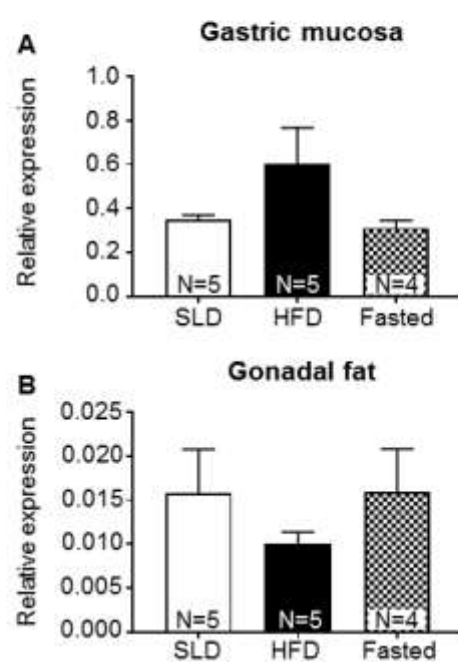 A
Gastric mucosa
Relative expression
1.0
0.8
0.6
0.4
0.2
0.0
N=5
N=5
N=4
SLD
HFD
Fasted
B
Gonadal fat
Relative expression
0.025
0.020
0.015
0.010
0.005
0.000
N=5
N=5
N=4
SLD
HFD
Fasted